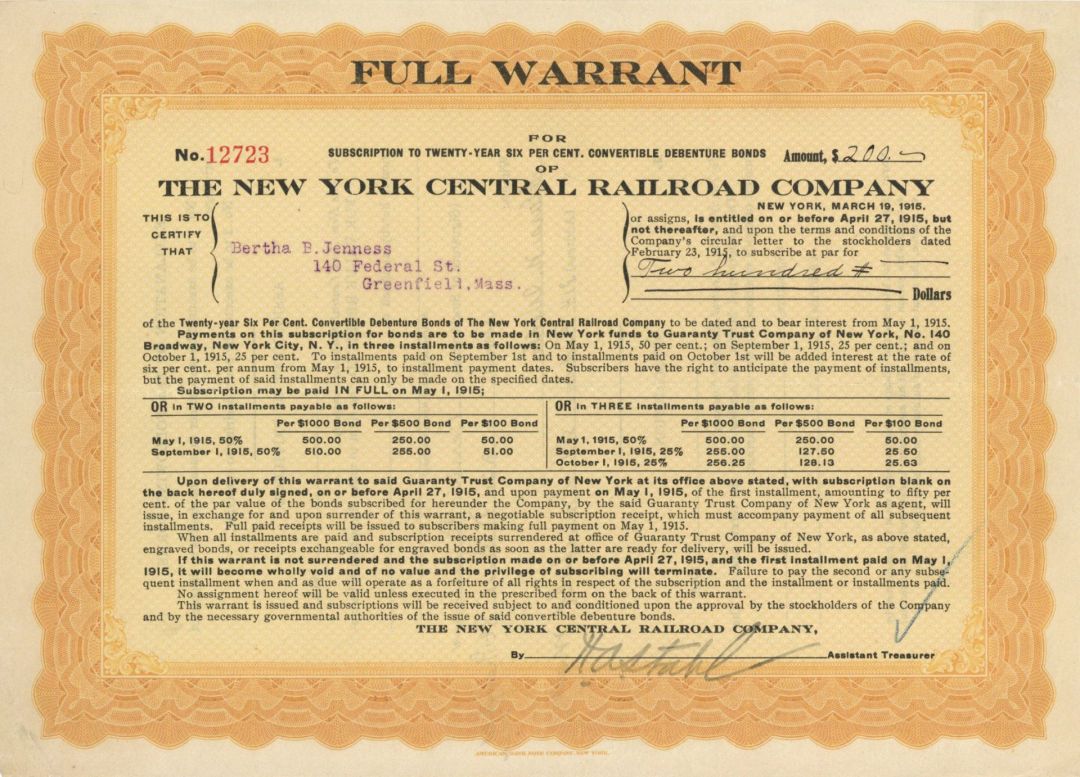 FULL WARRANT
FOR
No. 12723 SUBSCRIPTION TO TWENTY-YEAR SIX PER CENT. CONVERTIBLE DEBENTURE BONDS Amount, $ 200.—
OF
THE NEW YORK CENTRAL RAILROAD COMPANY
NEW YORK, MARCH 19, 1915.
THIS IS TO
CERTIFY
THAT
Bertha B. Jenness
140 Federal St.
Greenfield, Mass.
or assigns, is entitled on or before April 27, 1915, but
not thereafter, and upon the terms and conditions of the
Company's circular letter to the stockholders dated
February 23, 1915, to subscribe at par for
Two hundred #
Dollars
of the Twenty-year Six Per Cent. Convertible Debenture Bonds of The New York Central Railroad Company to be dated and to bear interest from May 1, 1915.
Payments on this subscription for bonds are to be made in New York funds to Guaranty Trust Company of New York, No. 140
Broadway, New York City, N. Y., in three installments as follows: On May 1, 1915, 50 per cent.; on September 1, 1915, 25 per cent.; and on
October 1, 1915, 25 per cent. To installments paid on September 1st and to installments paid on October 1st will be added interest at the rate of
six per cent. per annum from May 1, 1915, to installment payment dates. Subscribers have the right to anticipate the payment of installments,
but the payment of said installments can only be made on the specified dates.
Subscription may be paid IN FULL on May 1, 1915;
OR in TWO installments payable as follows:
Per $1000 Bond Per $500 Bond Per $100 Bond
May 1, 1915, 50% 500.00 250.00 50.00
September 1, 1915, 50% 510.00 255.00 51.00
OR in THREE installments payable as follows:
Per $1000 Bond Per $500 Bond Per $100 Bond
May 1, 1915, 50% 500.00 250.00 50.00
September 1, 1915, 25% 255.00 127.50 25.50
October 1, 1915, 25% 256.25 128.13 25.63
Upon delivery of this warrant to said Guaranty Trust Company of New York at its office above stated, with subscription blank on
the back hereof duly signed, on or before April 27, 1915, and upon payment on May 1, 1915, of the first installment, amounting to fifty per
cent. of the par value of the bonds subscribed for hereunder the Company, by the said Guaranty Trust Company of New York as agent, will
issue, in exchange for and upon surrender of this warrant, a negotiable subscription receipt, which must accompany payment of all subsequent
installments. Full paid receipts will be issued to subscribers making full payment on May 1, 1915.
When all installments are paid and subscription receipts surrendered at office of Guaranty Trust Company of New York, as above stated,
engraved bonds, or receipts exchangeable for engraved bonds as soon as the latter are ready for delivery, will be issued.
If this warrant is not surrendered and the subscription made on or before April 27, 1915, and the first installment paid on May 1,
1915, it will become wholly void and of no value and the privilege of subscribing will terminate. Failure to pay the second or any subse-
quent installment when and as due will operate as a forfeiture of all rights in respect of the subscription and the installment or installments paid.
No assignment hereof will be valid unless executed in the prescribed form on the back of this warrant.
This warrant is issued and subscriptions will be received subject to and conditioned upon the approval by the stockholders of the Company
and by the necessary governmental authorities of the issue of said convertible debenture bonds.
THE NEW YORK CENTRAL RAILROAD COMPANY,
By H.G. Stahl Assistant Treasurer
AMERICAN BANK NOTE COMPANY, NEW YORK.